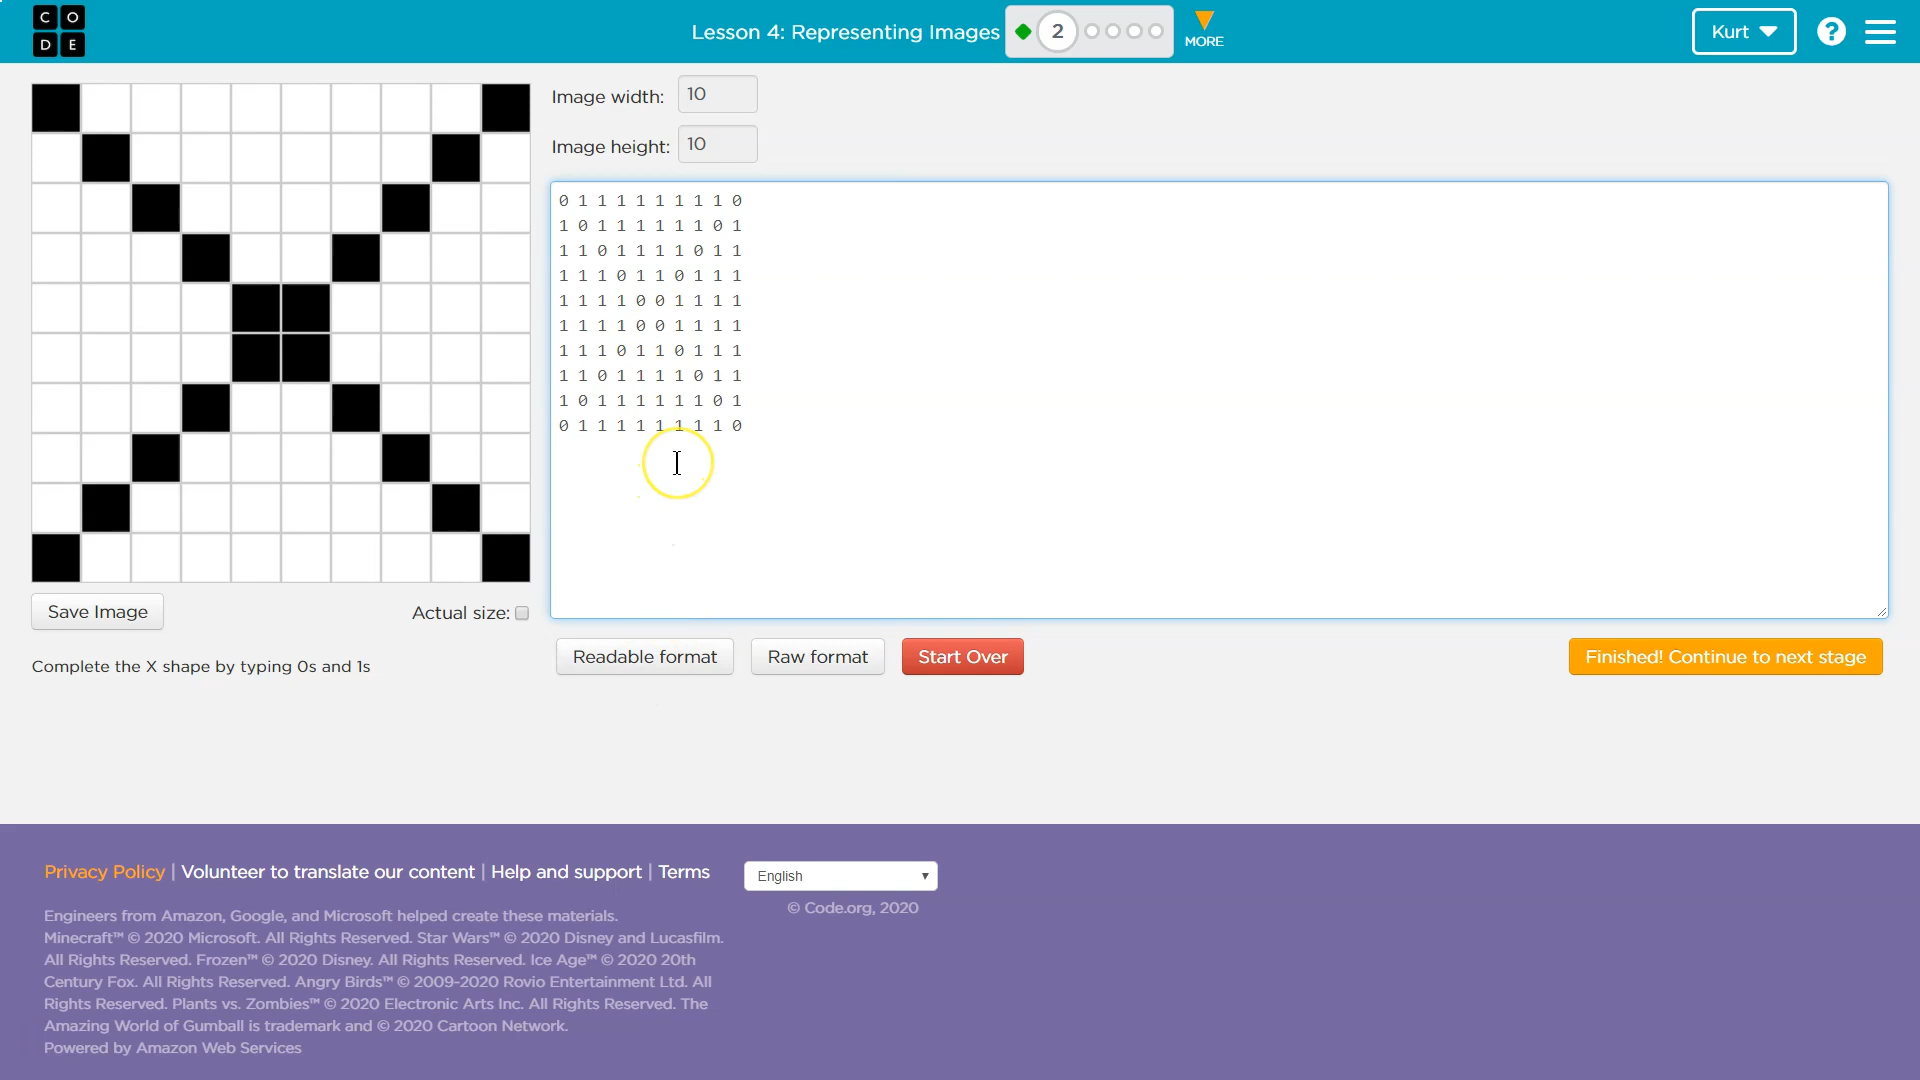 C O
D E
Lesson 4: Representing Images
2
MORE
Kurt
?
Image width: 10
Image height: 10
0 1 1 1 1 1 1 1 1 0
1 0 1 1 1 1 1 1 0 1
1 1 0 1 1 1 1 0 1 1
1 1 1 0 1 1 0 1 1 1
1 1 1 1 0 0 1 1 1 1
1 1 1 1 0 0 1 1 1 1
1 1 1 0 1 1 0 1 1 1
1 1 0 1 1 1 1 0 1 1
1 0 1 1 1 1 1 1 0 1
0 1 1 1 1 1 1 1 1 0
Save Image
Actual size:
Readable format
Raw format
Start Over
Finished! Continue to next stage
Complete the X shape by typing 0s and 1s
Privacy Policy | Volunteer to translate our content | Help and support | Terms
English
© Code.org, 2020
Engineers from Amazon, Google, and Microsoft helped create these materials.
Minecraft™ © 2020 Microsoft. All Rights Reserved. Star Wars™ © 2020 Disney and Lucasfilm.
All Rights Reserved. Frozen™ © 2020 Disney. All Rights Reserved. Ice Age™ © 2020 20th
Century Fox. All Rights Reserved. Angry Birds™ © 2009-2020 Rovio Entertainment Ltd. All
Rights Reserved. Plants vs. Zombies™ © 2020 Electronic Arts Inc. All Rights Reserved. The
Amazing World of Gumball is trademark and © 2020 Cartoon Network.
Powered by Amazon Web Services